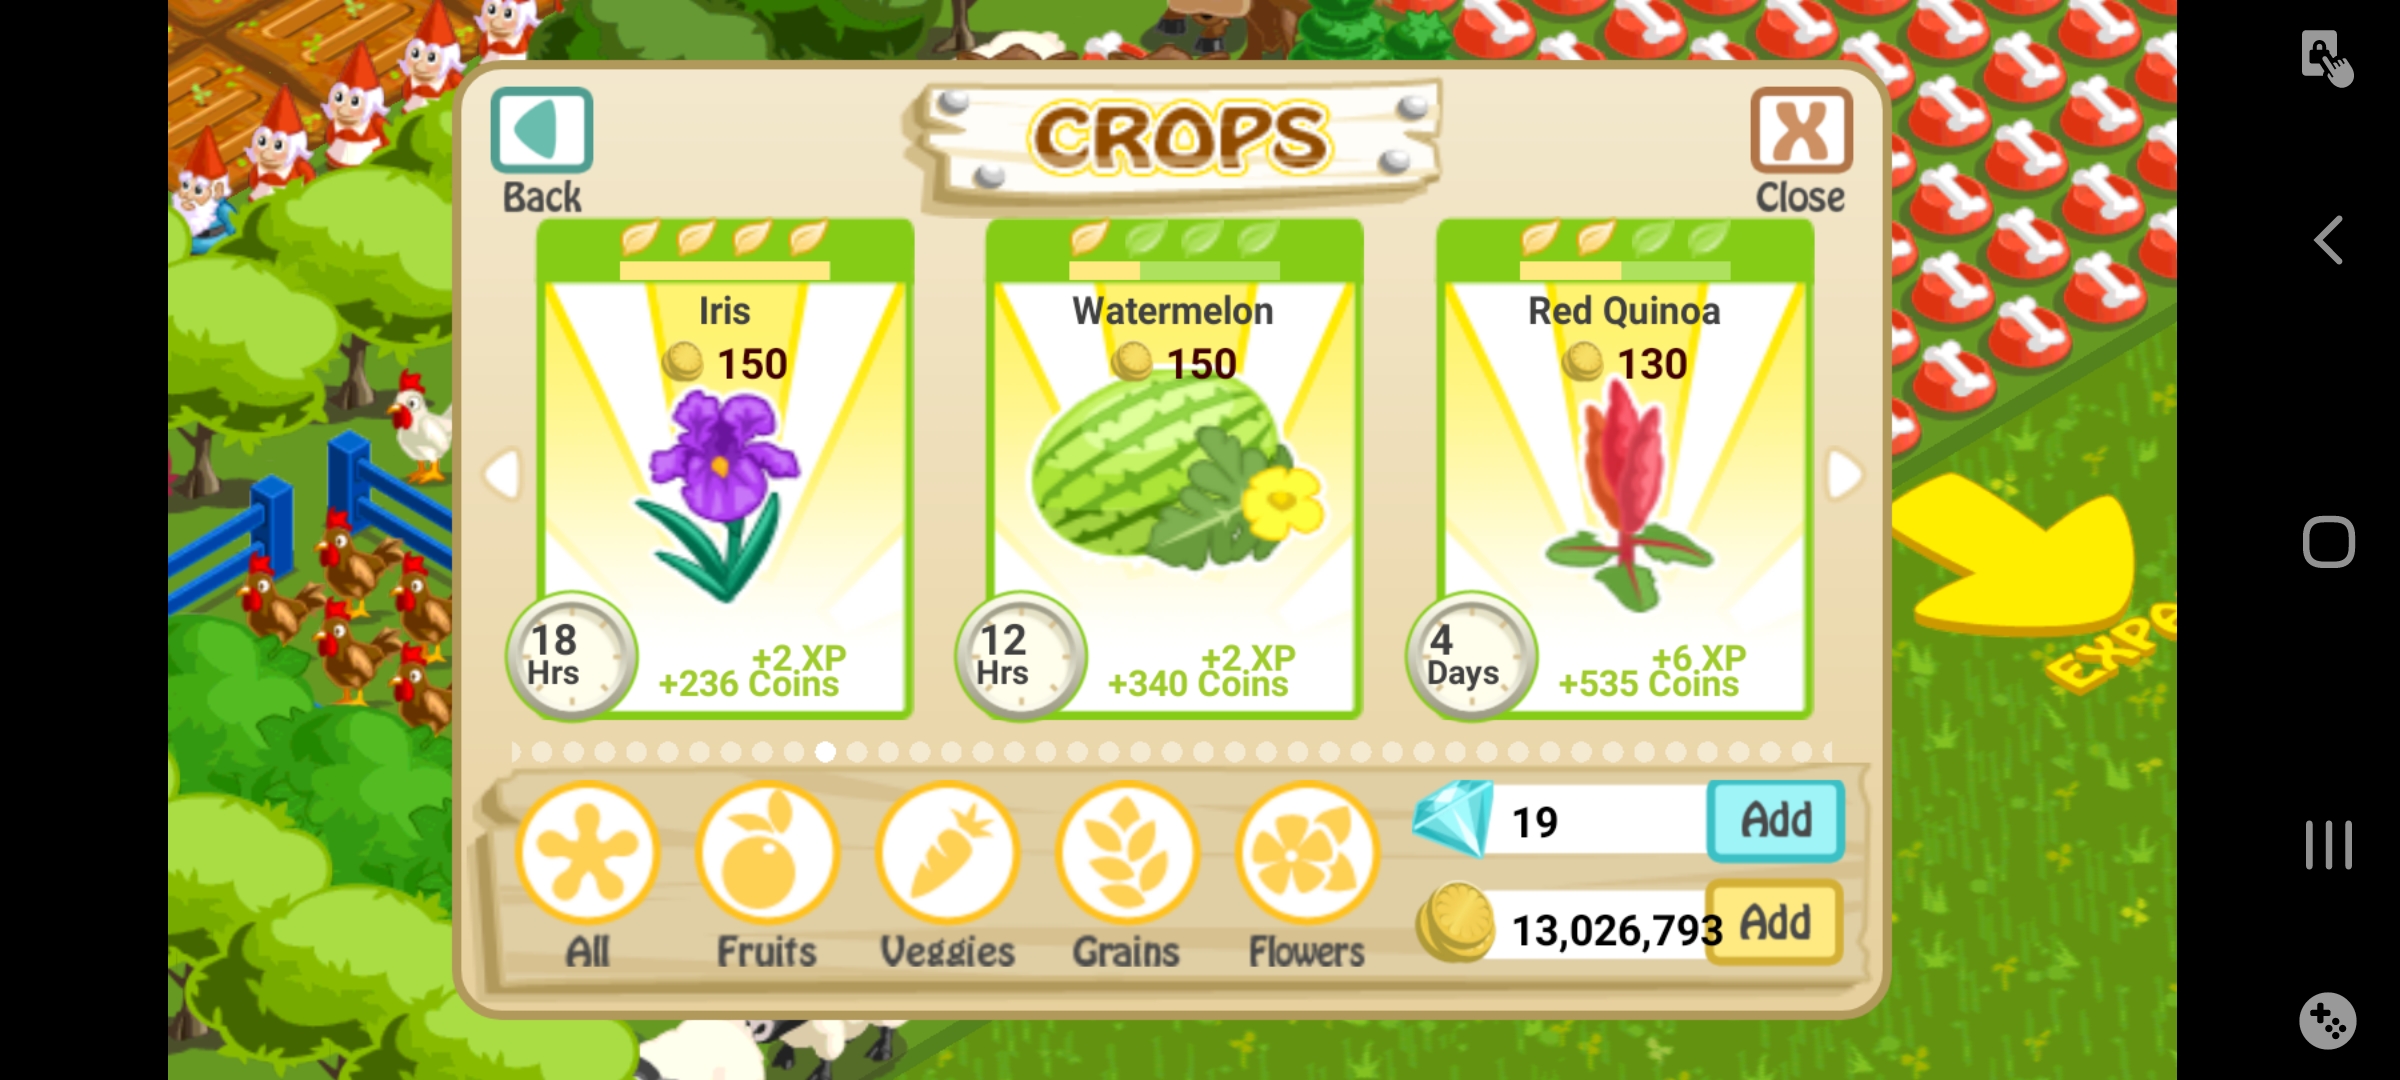 CROPS
Back
Close
Iris
150
18
Hrs
+2 XP
+236 Coins
Watermelon
150
12
Hrs
+2 XP
+340 Coins
Red Quinoa
130
4
Days
+6 XP
+535 Coins
EXPA
All
Fruits
Veggies
Grains
Flowers
19
Add
13,026,793
Add